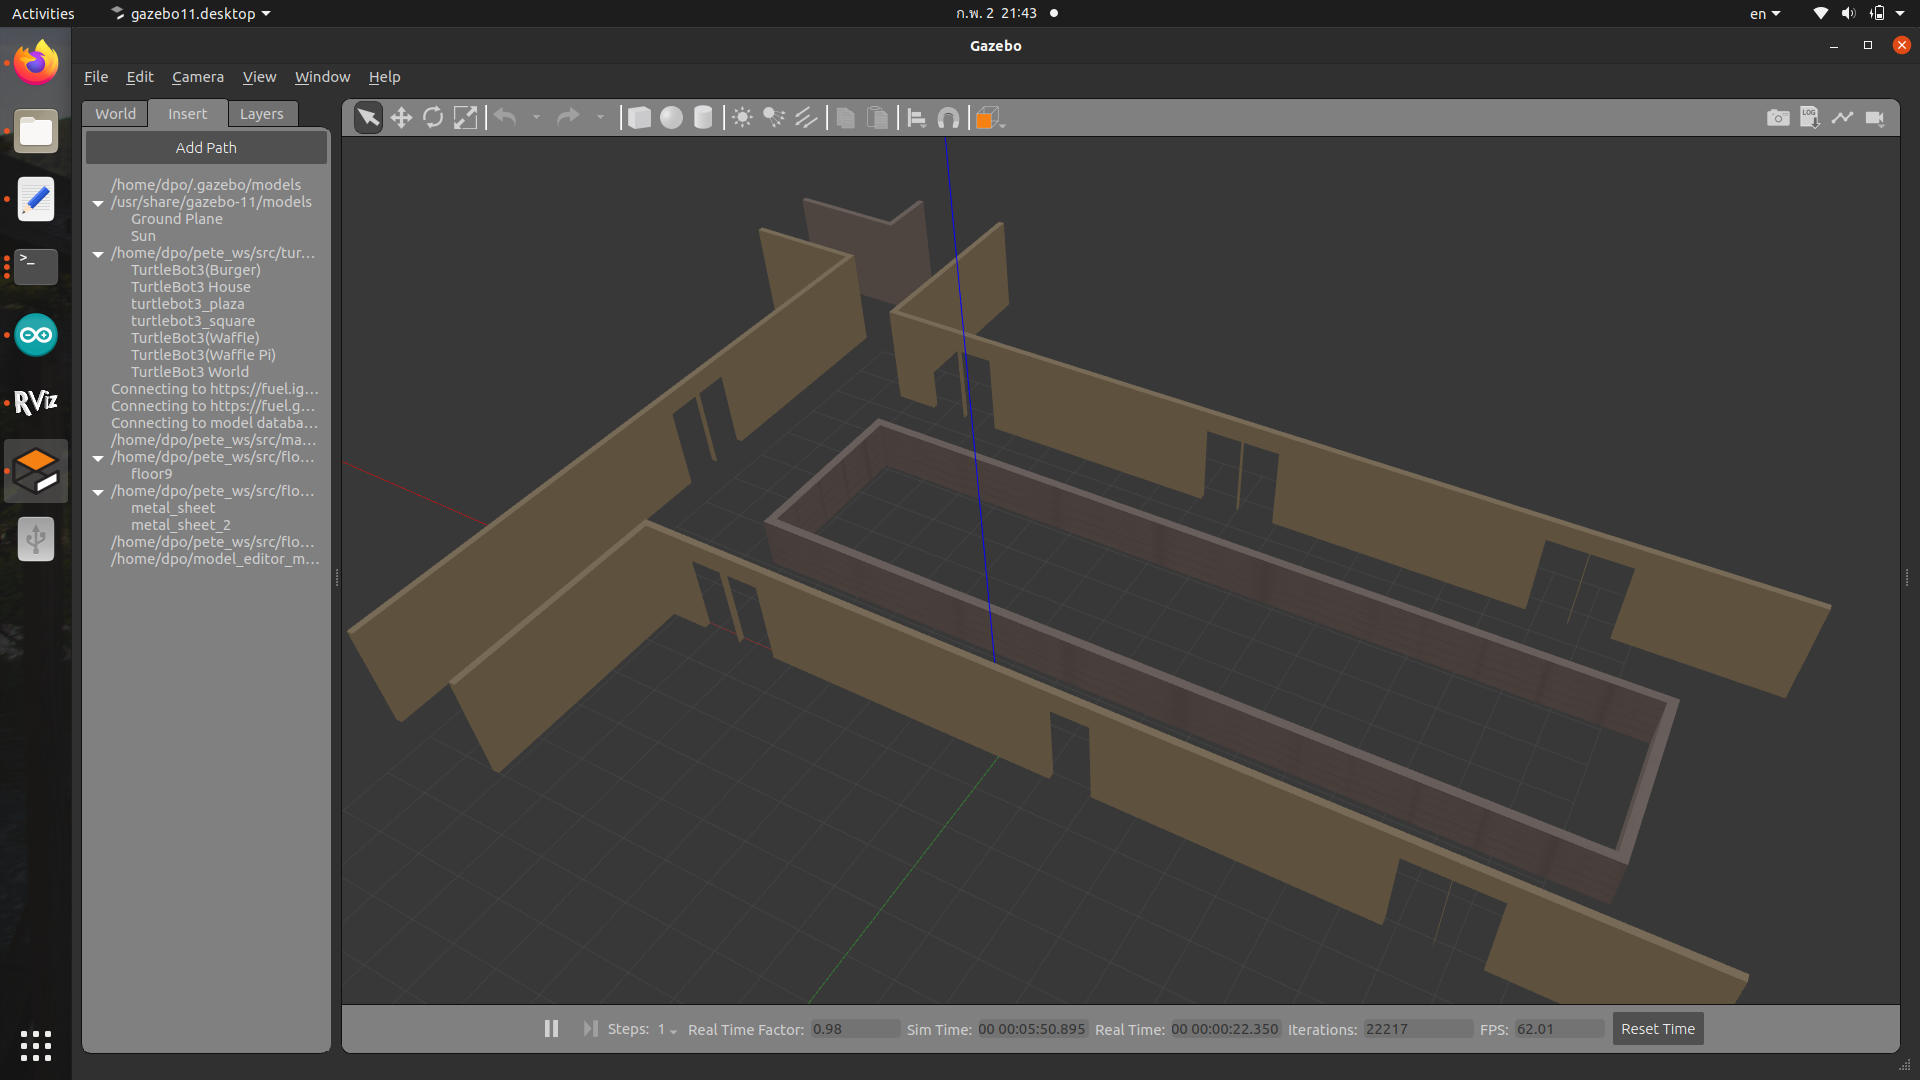 Activities
gazebo11.desktop
ก.พ. 2 21:43
en
Gazebo
File Edit Camera View Window Help
World Insert Layers
Add Path
/home/dpo/.gazebo/models
/usr/share/gazebo-11/models
Ground Plane
Sun
/home/dpo/pete_ws/src/tur...
TurtleBot3(Burger)
TurtleBot3 House
turtlebot3_plaza
turtlebot3_square
TurtleBot3(Waffle)
TurtleBot3(Waffle Pi)
TurtleBot3 World
Connecting to https://fuel.ig...
Connecting to https://fuel.g...
Connecting to model databa...
/home/dpo/pete_ws/src/ma...
/home/dpo/pete_ws/src/flo...
floor9
/home/dpo/pete_ws/src/flo...
metal_sheet
metal_sheet_2
/home/dpo/pete_ws/src/flo...
/home/dpo/model_editor_m...
>_
RViz
LOG
Steps: 1 Real Time Factor: 0.98 Sim Time: 00 00:05:50.895 Real Time: 00 00:00:22.350 Iterations: 22217 FPS: 62.01 Reset Time